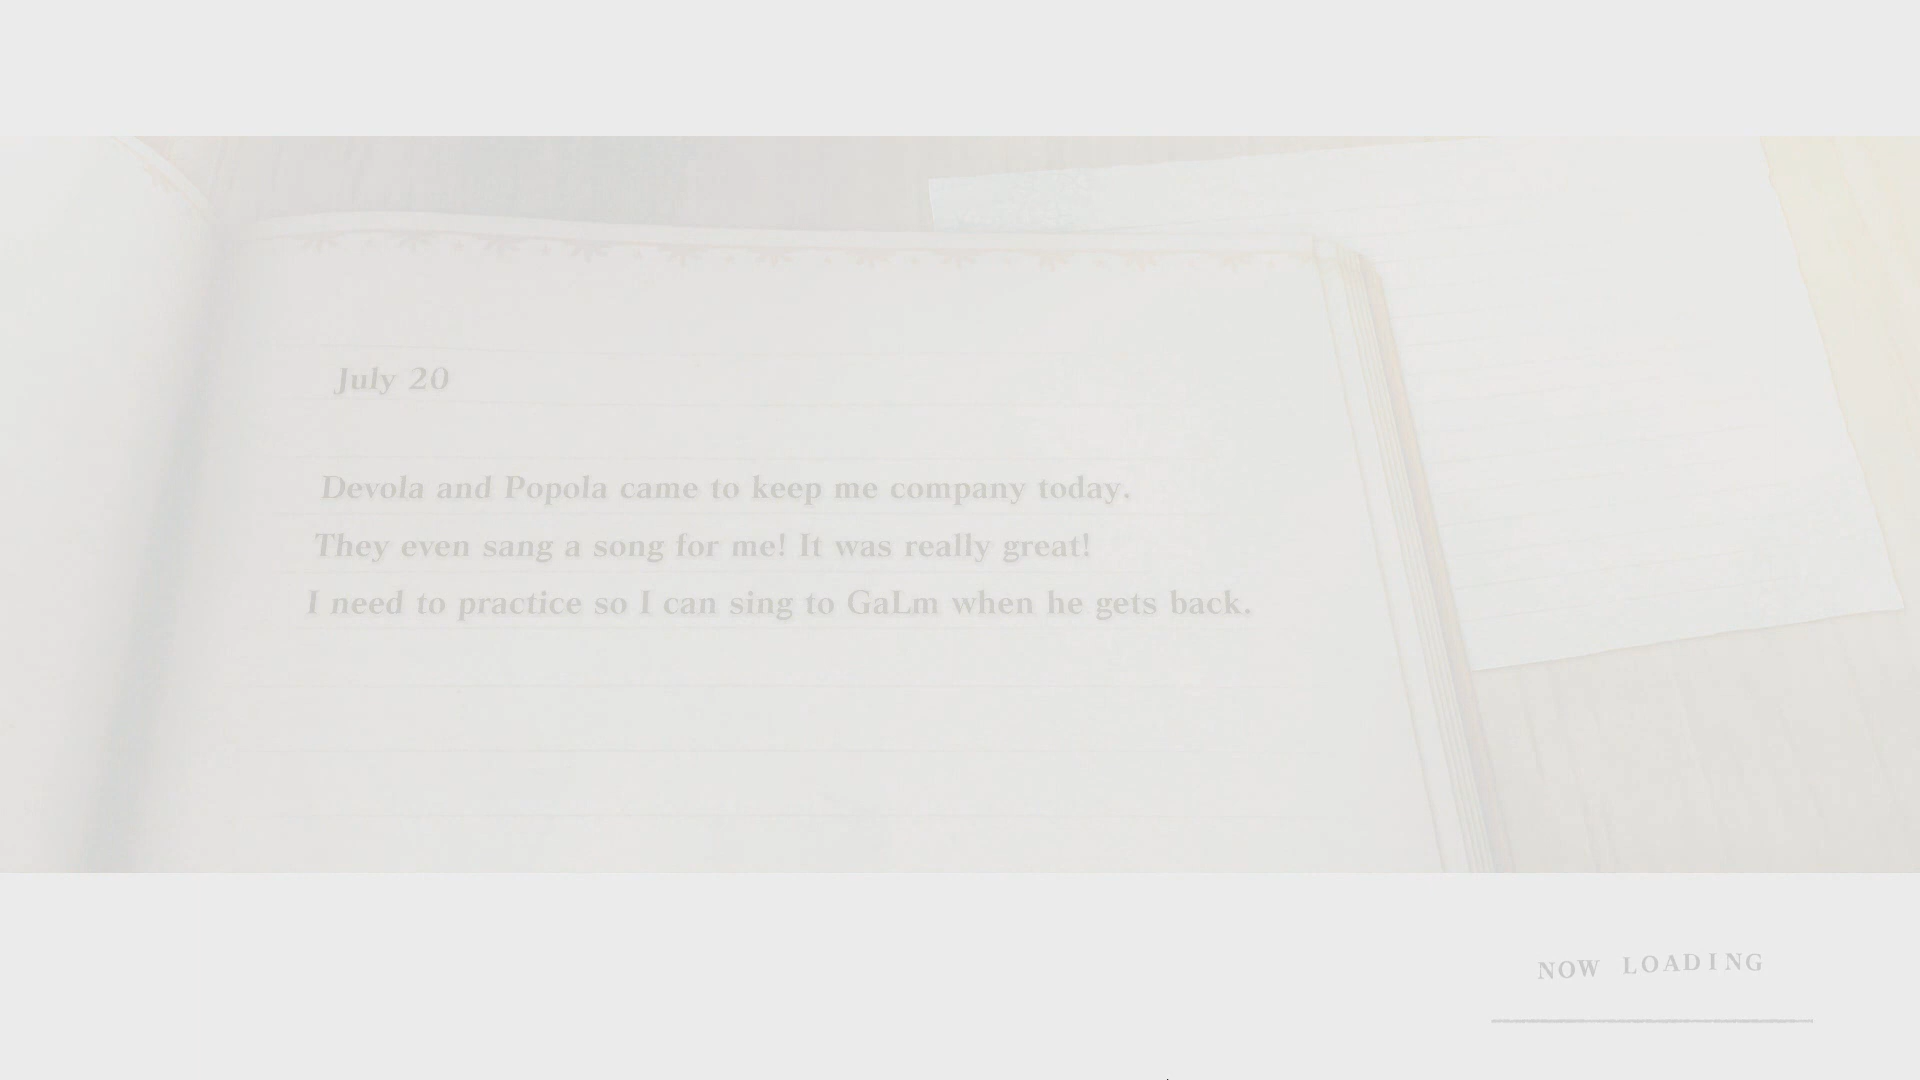 July 20
Devola and Popola came to keep me company today.
They even sang a song for me! It was really great!
I need to practice so I can sing to GaLm when he gets back.
NOW LOADING